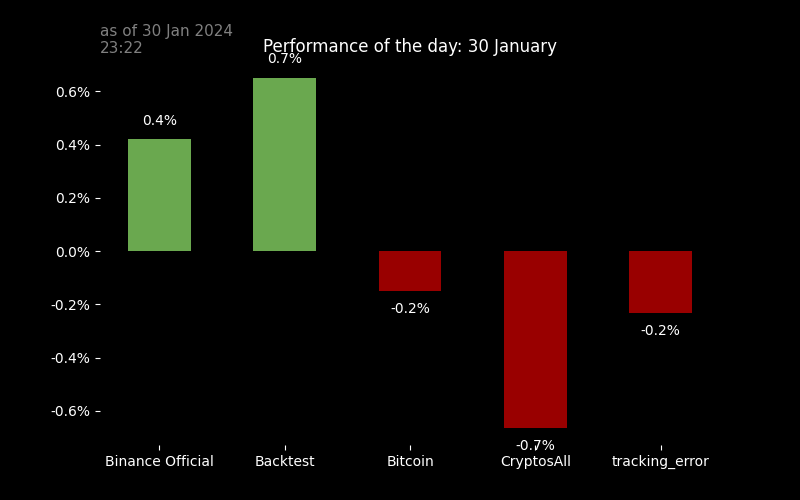 as of 30 Jan 2024
23:22
Performance of the day: 30 January
0.7%
0.6%
0.4%
0.4%
0.2%
0.0%
-0.2%
-0.2%
-0.2%
-0.4%
-0.6%
-0.7%
Binance Official
Backtest
Bitcoin
CryptosAll
tracking_error